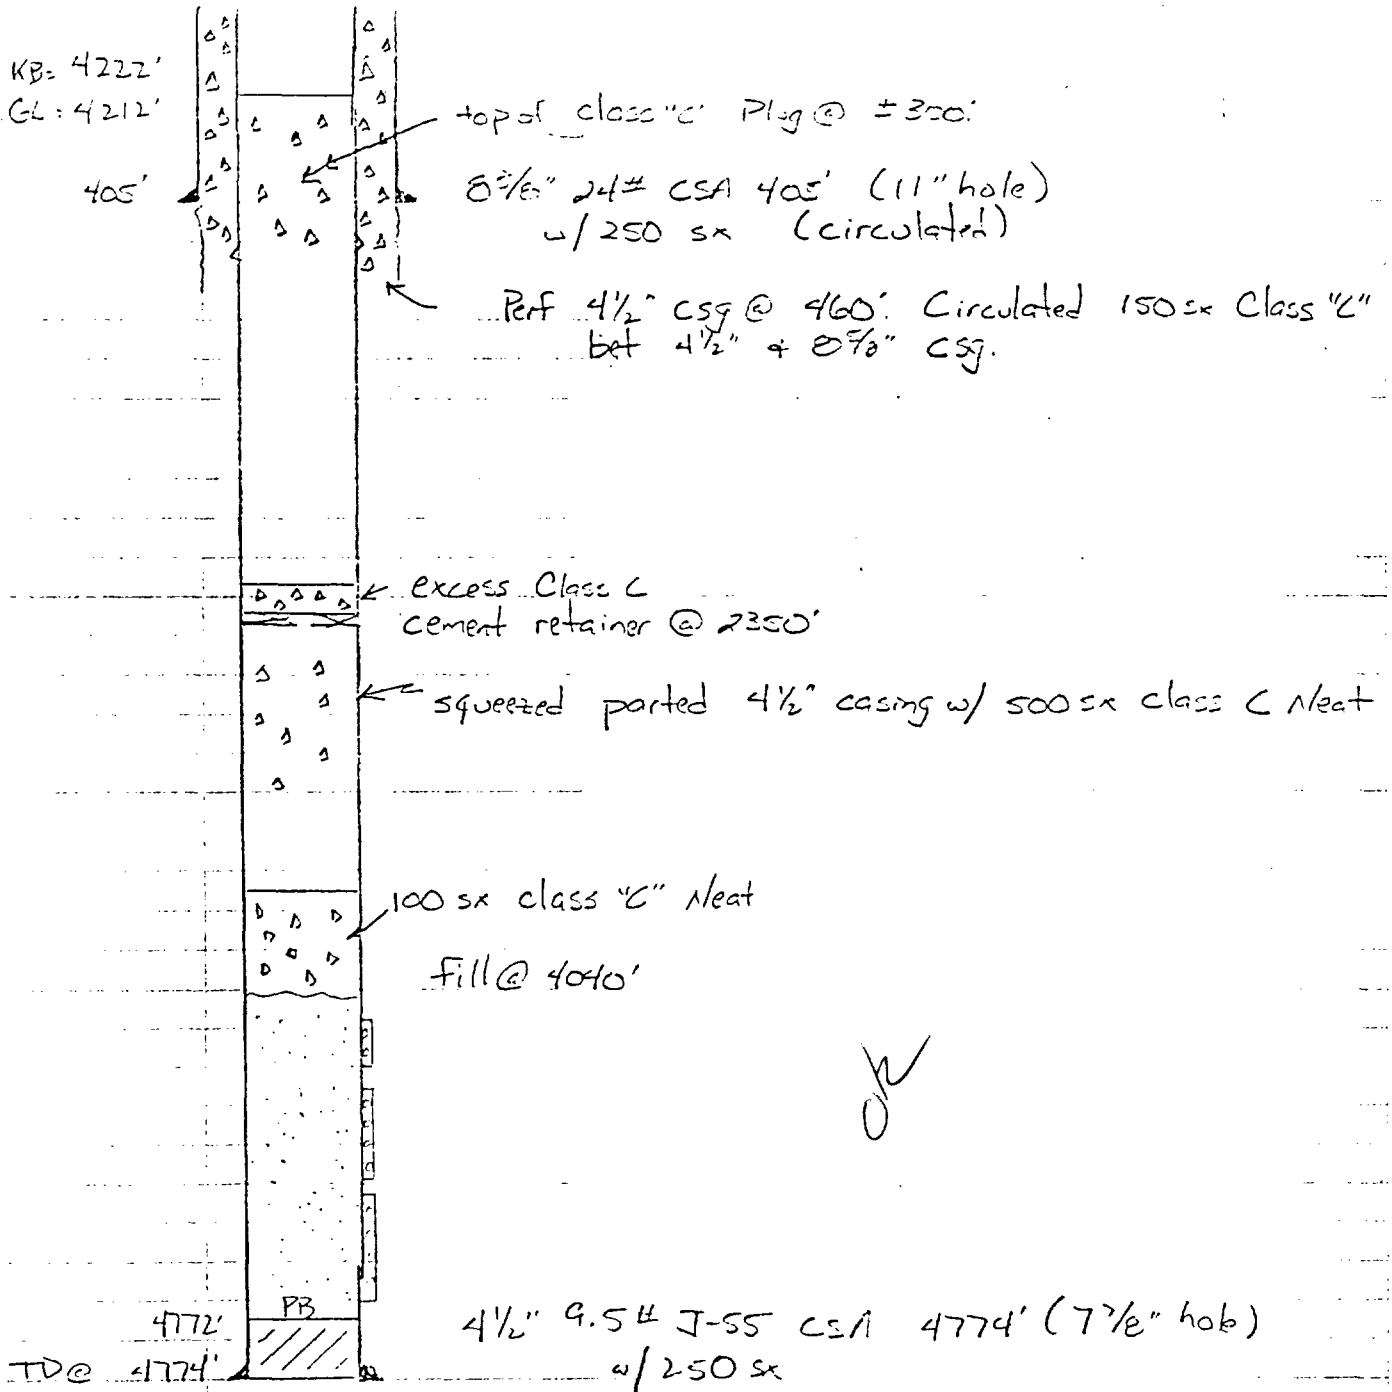 KB: 4222'
GL: 4212'
top of class "C" Plug @ ±350'
405'
8 5/8" 24# CSA 405' (11" hole)
w/ 250 sx (circulated)
Perf 4½" csg @ 460'. Circulated 150 sx Class "C"
bet 4½" & 8 5/8" csg.
excess Class C
cement retainer @ 2350'
squeezed parted 4½" casing w/ 500 sx Class C Neat
100 sx class "C" Neat
fill @ 4040'
ok
PB
4772'
4½" 9.5# J-55 CSA 4774' (7 7/8" hole)
TD @ 4774'
w/ 250 sx